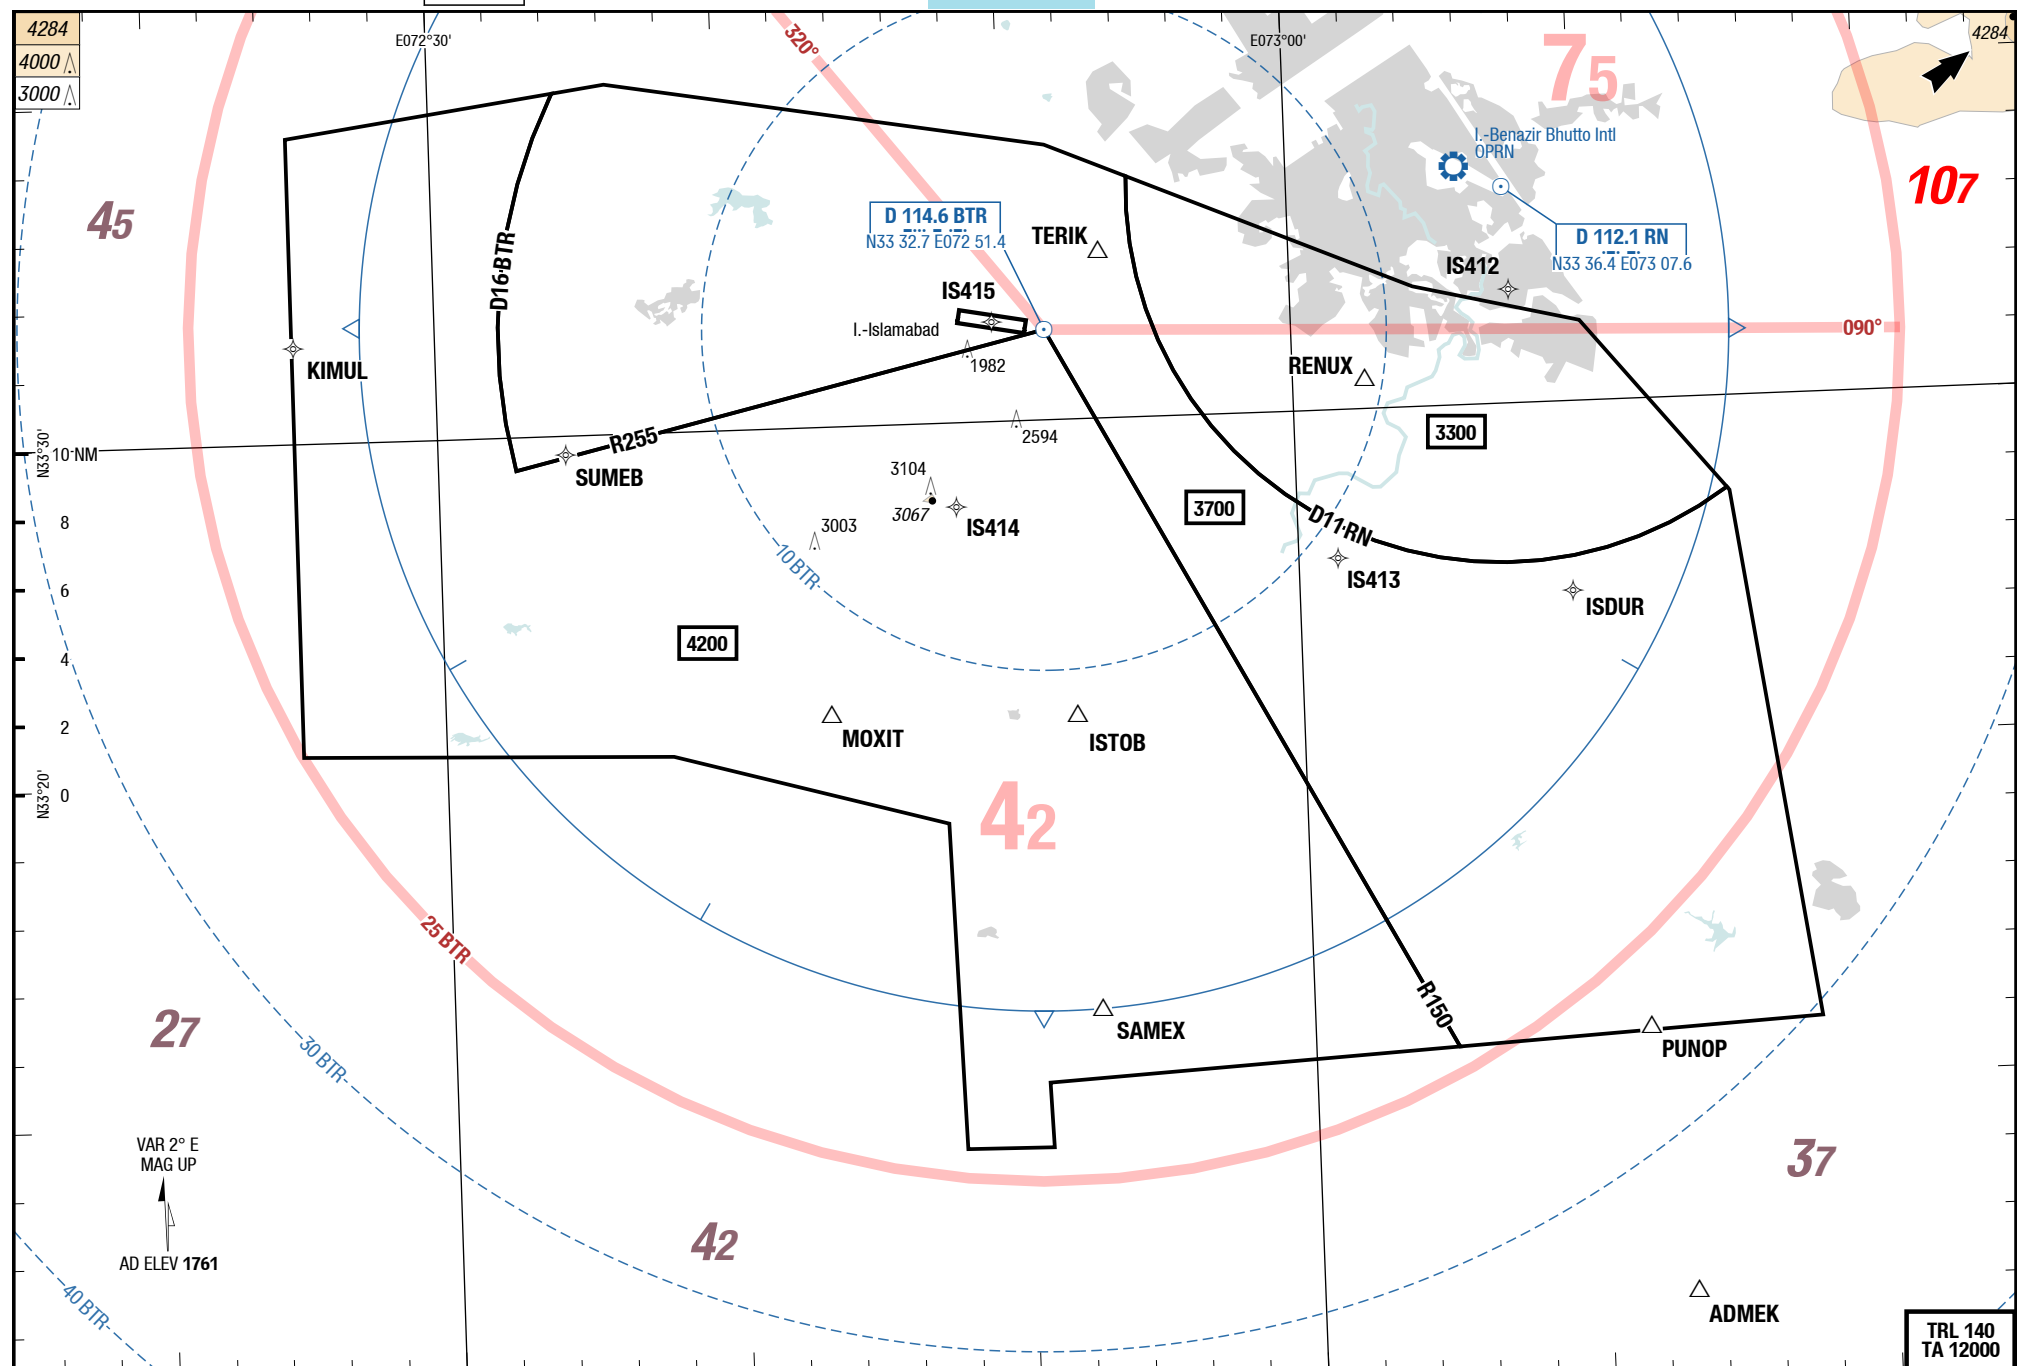 4284
4000
3000
E072°30'
E073°00'
320°
75
4284
I.-Benazir Bhutto Intl
OPRN
107
45
D 114.6 BTR
N33 32.7 E072 51.4
TERIK
D 112.1 RN
N33 36.4 E073 07.6
IS412
D16 BTR
IS415
I.-Islamabad
090°
1982
KIMUL
RENUX
R255
2594
3300
N33°30'
10 NM
SUMEB
3104
3067
IS414
3700
D11 RN
8
3003
10 BTR
IS413
6
ISDUR
4200
4
MOXIT
ISTOB
2
N33°20'
0
42
25 BTR
R150
SAMEX
27
30 BTR
PUNOP
VAR 2° E
MAG UP
37
AD ELEV 1761
42
40 BTR
ADMEK
TRL 140
TA 12000